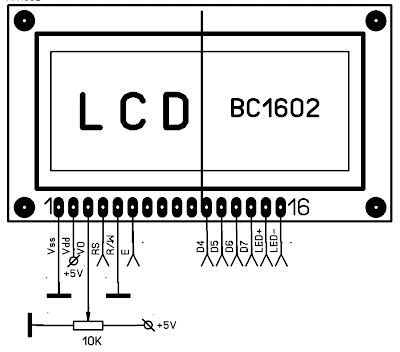 LCD BC1602
1 16
Vss Vdd VO RS R/W E D4 D5 D6 D7 LED+ LED-
+5V
+5V
10K